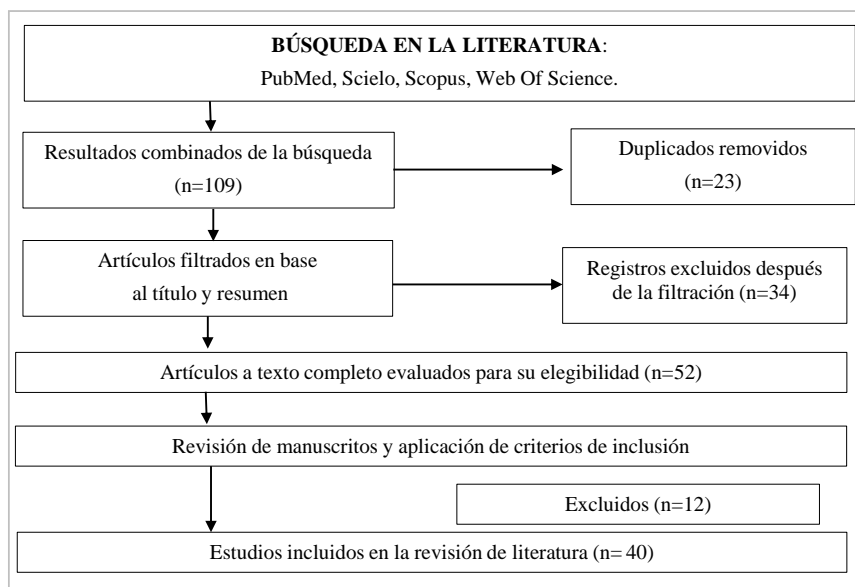 BÚSQUEDA EN LA LITERATURA:
PubMed, Scielo, Scopus, Web Of Science.
Resultados combinados de la búsqueda
(n=109)
Duplicados removidos
(n=23)
Artículos filtrados en base
al título y resumen
Registros excluidos después
de la filtración (n=34)
Artículos a texto completo evaluados para su elegibilidad (n=52)
Revisión de manuscritos y aplicación de criterios de inclusión
Excluidos (n=12)
Estudios incluidos en la revisión de literatura (n= 40)